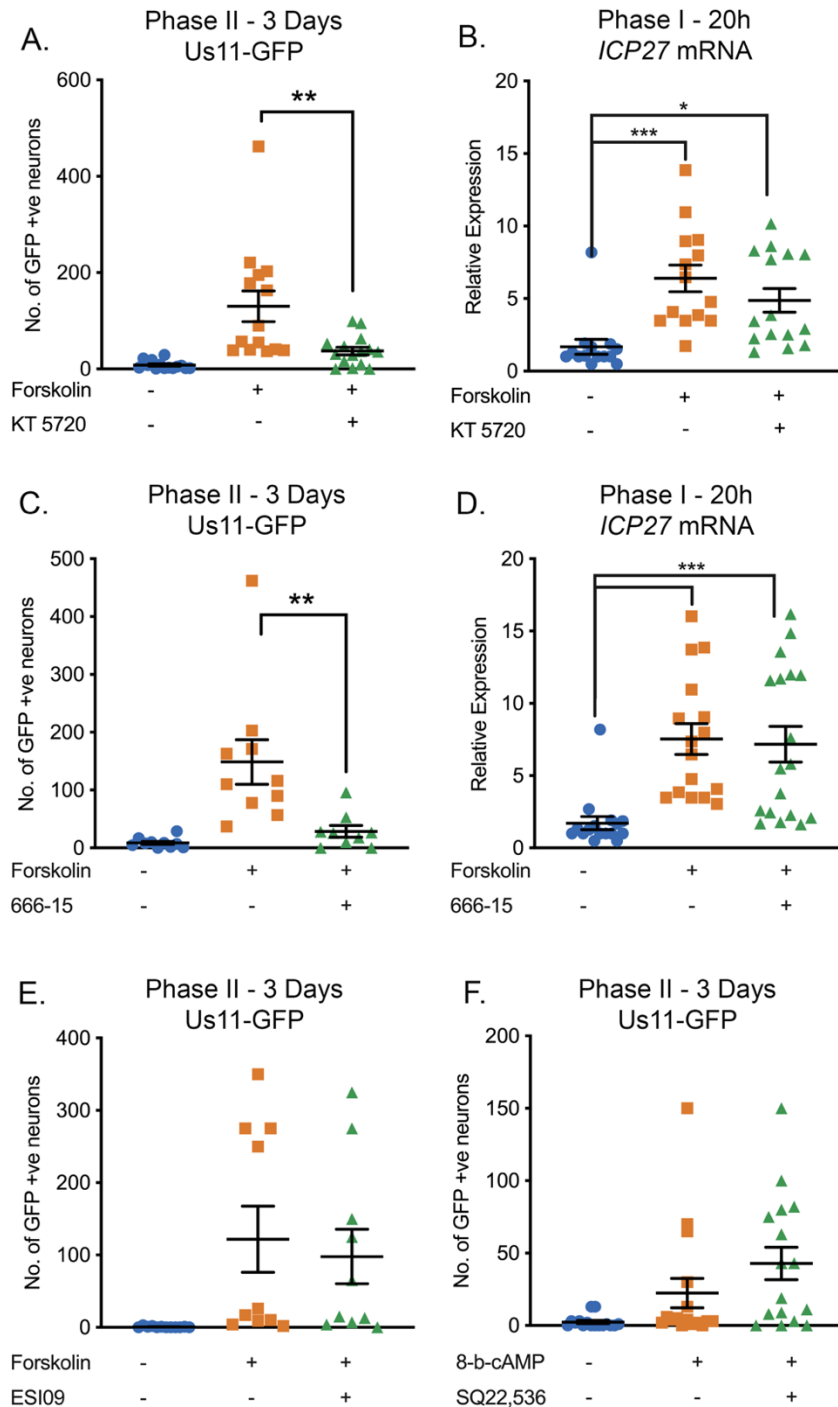 A.
Phase II - 3 Days
Us11-GFP
No. of GFP +ve neurons
600
400
200
0
**
Forskolin - + +
KT 5720 - - +
B.
Phase I - 20h
ICP27 mRNA
Relative Expression
20
15
10
5
0
*
***
Forskolin - + +
KT 5720 - - +
C.
Phase II - 3 Days
Us11-GFP
No. of GFP +ve neurons
500
400
300
200
100
0
**
Forskolin - + +
666-15 - - +
D.
Phase I - 20h
ICP27 mRNA
Relative Expression
20
15
10
5
0
***
Forskolin - + +
666-15 - - +
E.
Phase II - 3 Days
Us11-GFP
No. of GFP +ve neurons
400
300
200
100
0
Forskolin - + +
ESI09 - - +
F.
Phase II - 3 Days
Us11-GFP
No. of GFP +ve neurons
200
150
100
50
0
8-b-cAMP - + +
SQ22,536 - - +